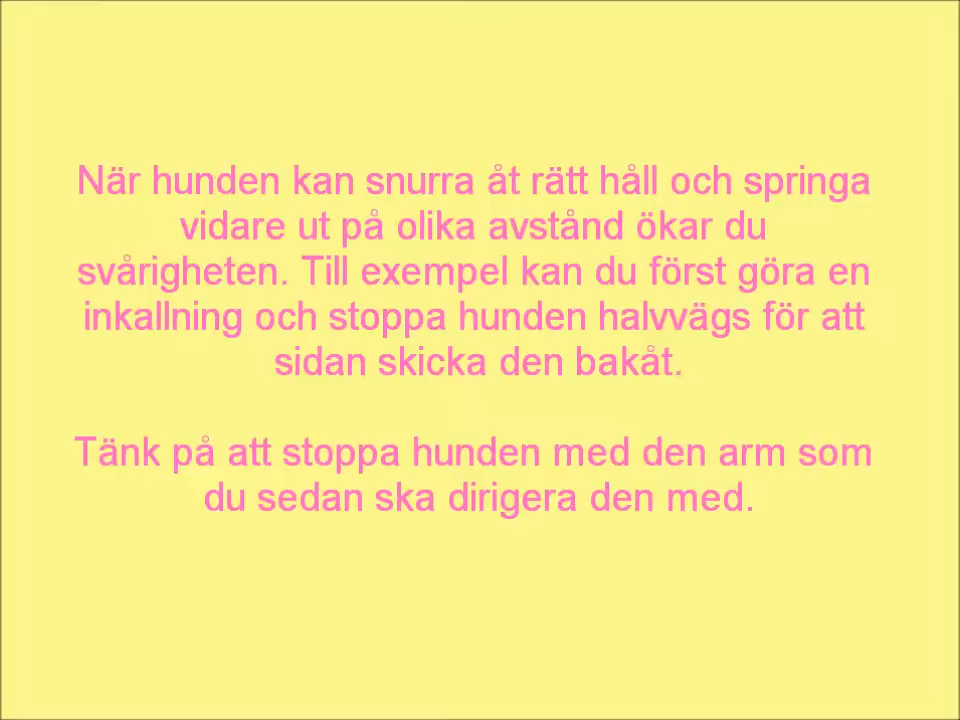 När hunden kan snurra åt rätt håll och springa
vidare ut på olika avstånd ökar du
svårigheten. Till exempel kan du först göra en
inkallning och stoppa hunden halvvägs för att
sidan skicka den bakåt.
Tänk på att stoppa hunden med den arm som
du sedan ska dirigera den med.